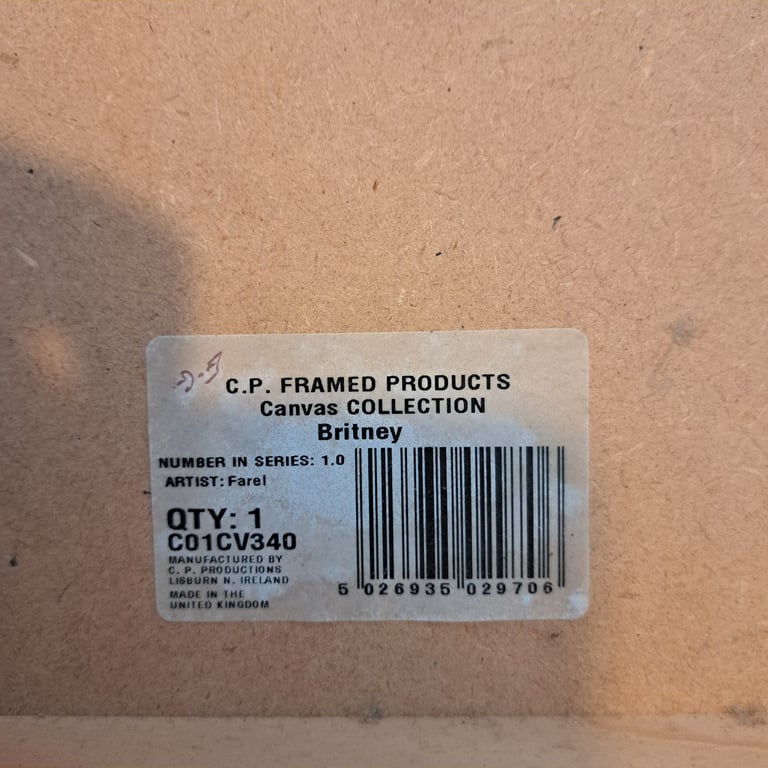 C.P. FRAMED PRODUCTS
Canvas COLLECTION
Britney
NUMBER IN SERIES: 1.0
ARTIST: Farel
QTY: 1
C01CV340
MANUFACTURED BY
C. P. PRODUCTIONS
LISBURN N. IRELAND
MADE IN THE
UNITED KINGDOM
5 026935 029706